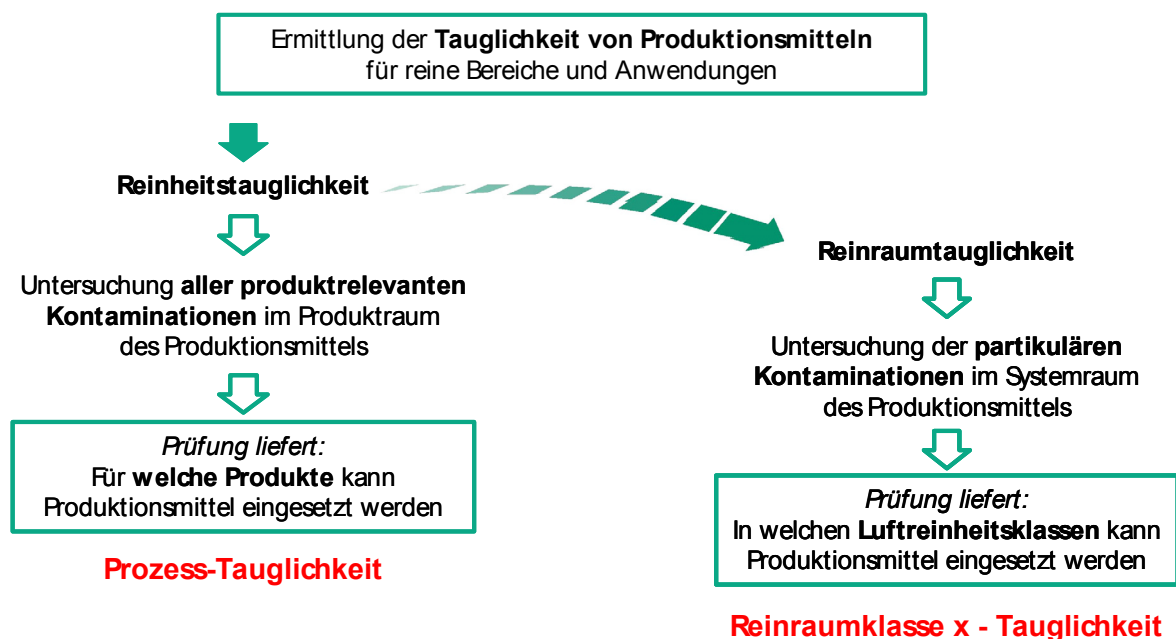 Ermittlung der Tauglichkeit von Produktionsmitteln
für reine Bereiche und Anwendungen
Reinheitstauglichkeit
Untersuchung aller produktrelevanten
Kontaminationen im Produktraum
des Produktionsmittels
Prüfung liefert:
Für welche Produkte kann
Produktionsmittel eingesetzt werden
Prozess-Tauglichkeit
Reinraumtauglichkeit
Untersuchung der partikulären
Kontaminationen im Systemraum
des Produktionsmittels
Prüfung liefert:
In welchen Luftreinheitsklassen kann
Produktionsmittel eingesetzt werden
Reinraumklasse x - Tauglichkeit